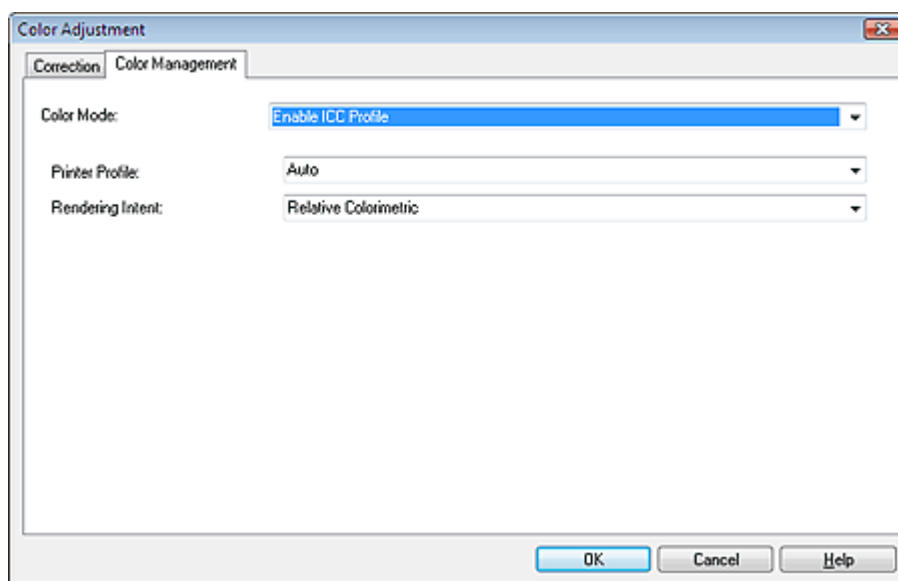 Color Adjustment
Correction Color Management
Color Mode: Enable ICC Profile
Printer Profile: Auto
Rendering Intent: Relative Colorimetric
OK Cancel Help